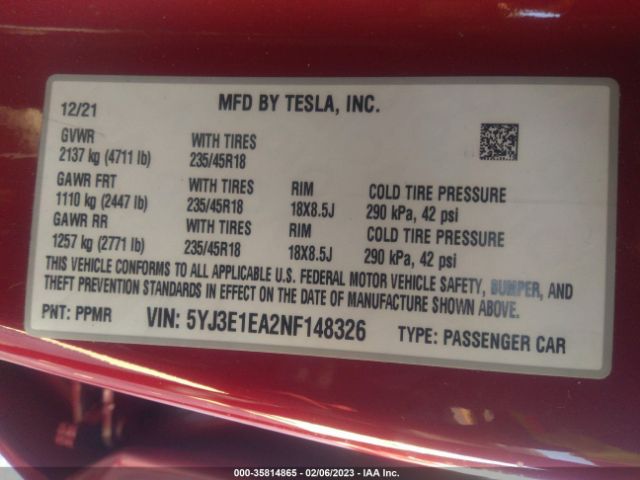 MFD BY TESLA, INC.
12/21
GVWR WITH TIRES
2137 kg (4711 lb) 235/45R18
GAWR FRT WITH TIRES RIM COLD TIRE PRESSURE
1110 kg (2447 lb) 235/45R18 18X8.5J 290 kPa, 42 psi
GAWR RR WITH TIRES RIM COLD TIRE PRESSURE
1257 kg (2771 lb) 235/45R18 18X8.5J 290 kPa, 42 psi
THIS VEHICLE CONFORMS TO ALL APPLICABLE U.S. FEDERAL MOTOR VEHICLE SAFETY, BUMPER, AND
THEFT PREVENTION STANDARDS IN EFFECT ON THE DATE OF MANUFACTURE SHOWN ABOVE.
PNT: PPMR VIN: 5YJ3E1EA2NF148326 TYPE: PASSENGER CAR
000-35814865 - 02/06/2023 - IAA Inc.